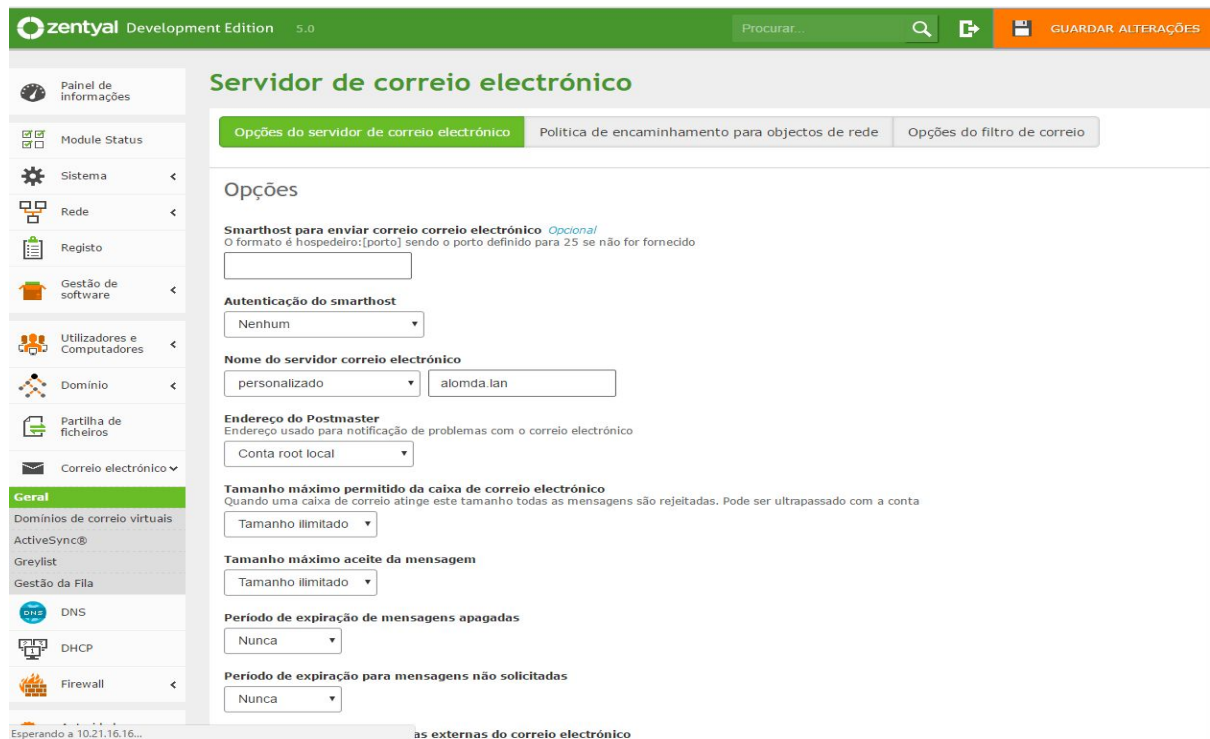 zentyal Development Edition 5.0
Procurar...
GUARDAR ALTERAÇÕES
Painel de informações
Module Status
Sistema
Rede
Registo
Gestão de software
Utilizadores e Computadores
Domínio
Partilha de ficheiros
Correio electrónico
Geral
Domínios de correio virtuais
ActiveSync®
Greylist
Gestão da Fila
DNS
DNS
DHCP
Firewall
Esperando a 10.21.16.16...
Servidor de correio electrónico
Opções do servidor de correio electrónico
Politica de encaminhamento para objectos de rede
Opções do filtro de correio
Opções
Smarthost para enviar correio correio electrónico Opcional
O formato é hospedeiro:[porto] sendo o porto definido para 25 se não for fornecido
Autenticação do smarthost
Nenhum
Nome do servidor correio electrónico
personalizado
alomda.lan
Endereço do Postmaster
Endereço usado para notificação de problemas com o correio electrónico
Conta root local
Tamanho máximo permitido da caixa de correio electrónico
Quando uma caixa de correio atinge este tamanho todas as mensagens são rejeitadas. Pode ser ultrapassado com a conta
Tamanho ilimitado
Tamanho máximo aceite da mensagem
Tamanho ilimitado
Período de expiração de mensagens apagadas
Nunca
Período de expiração para mensagens não solicitadas
Nunca
as externas do correio electrónico